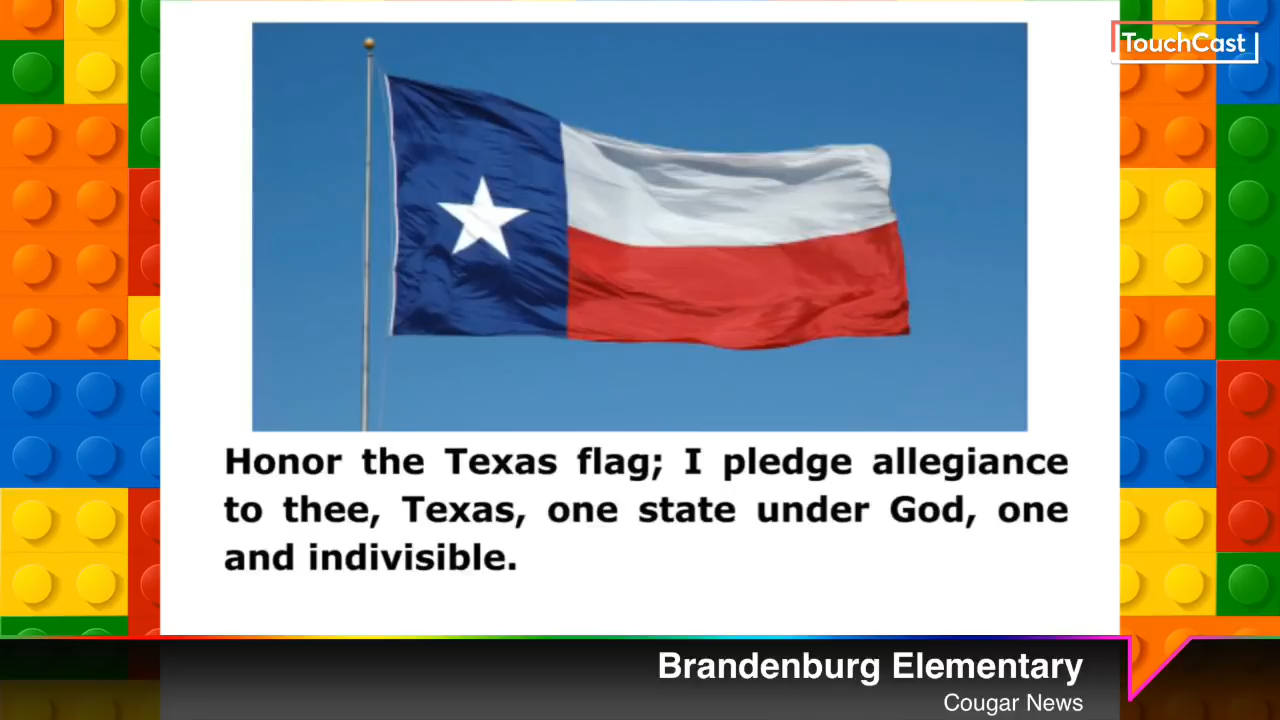 TouchCast
Honor the Texas flag; I pledge allegiance
to thee, Texas, one state under God, one
and indivisible.
Brandenburg Elementary
Cougar News